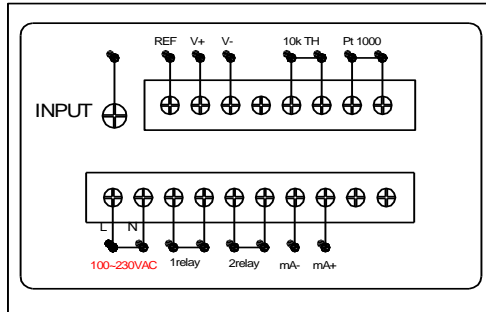 REF V+ V- 10k TH Pt 1000
INPUT
L N
100~230VAC 1relay 2relay mA- mA+